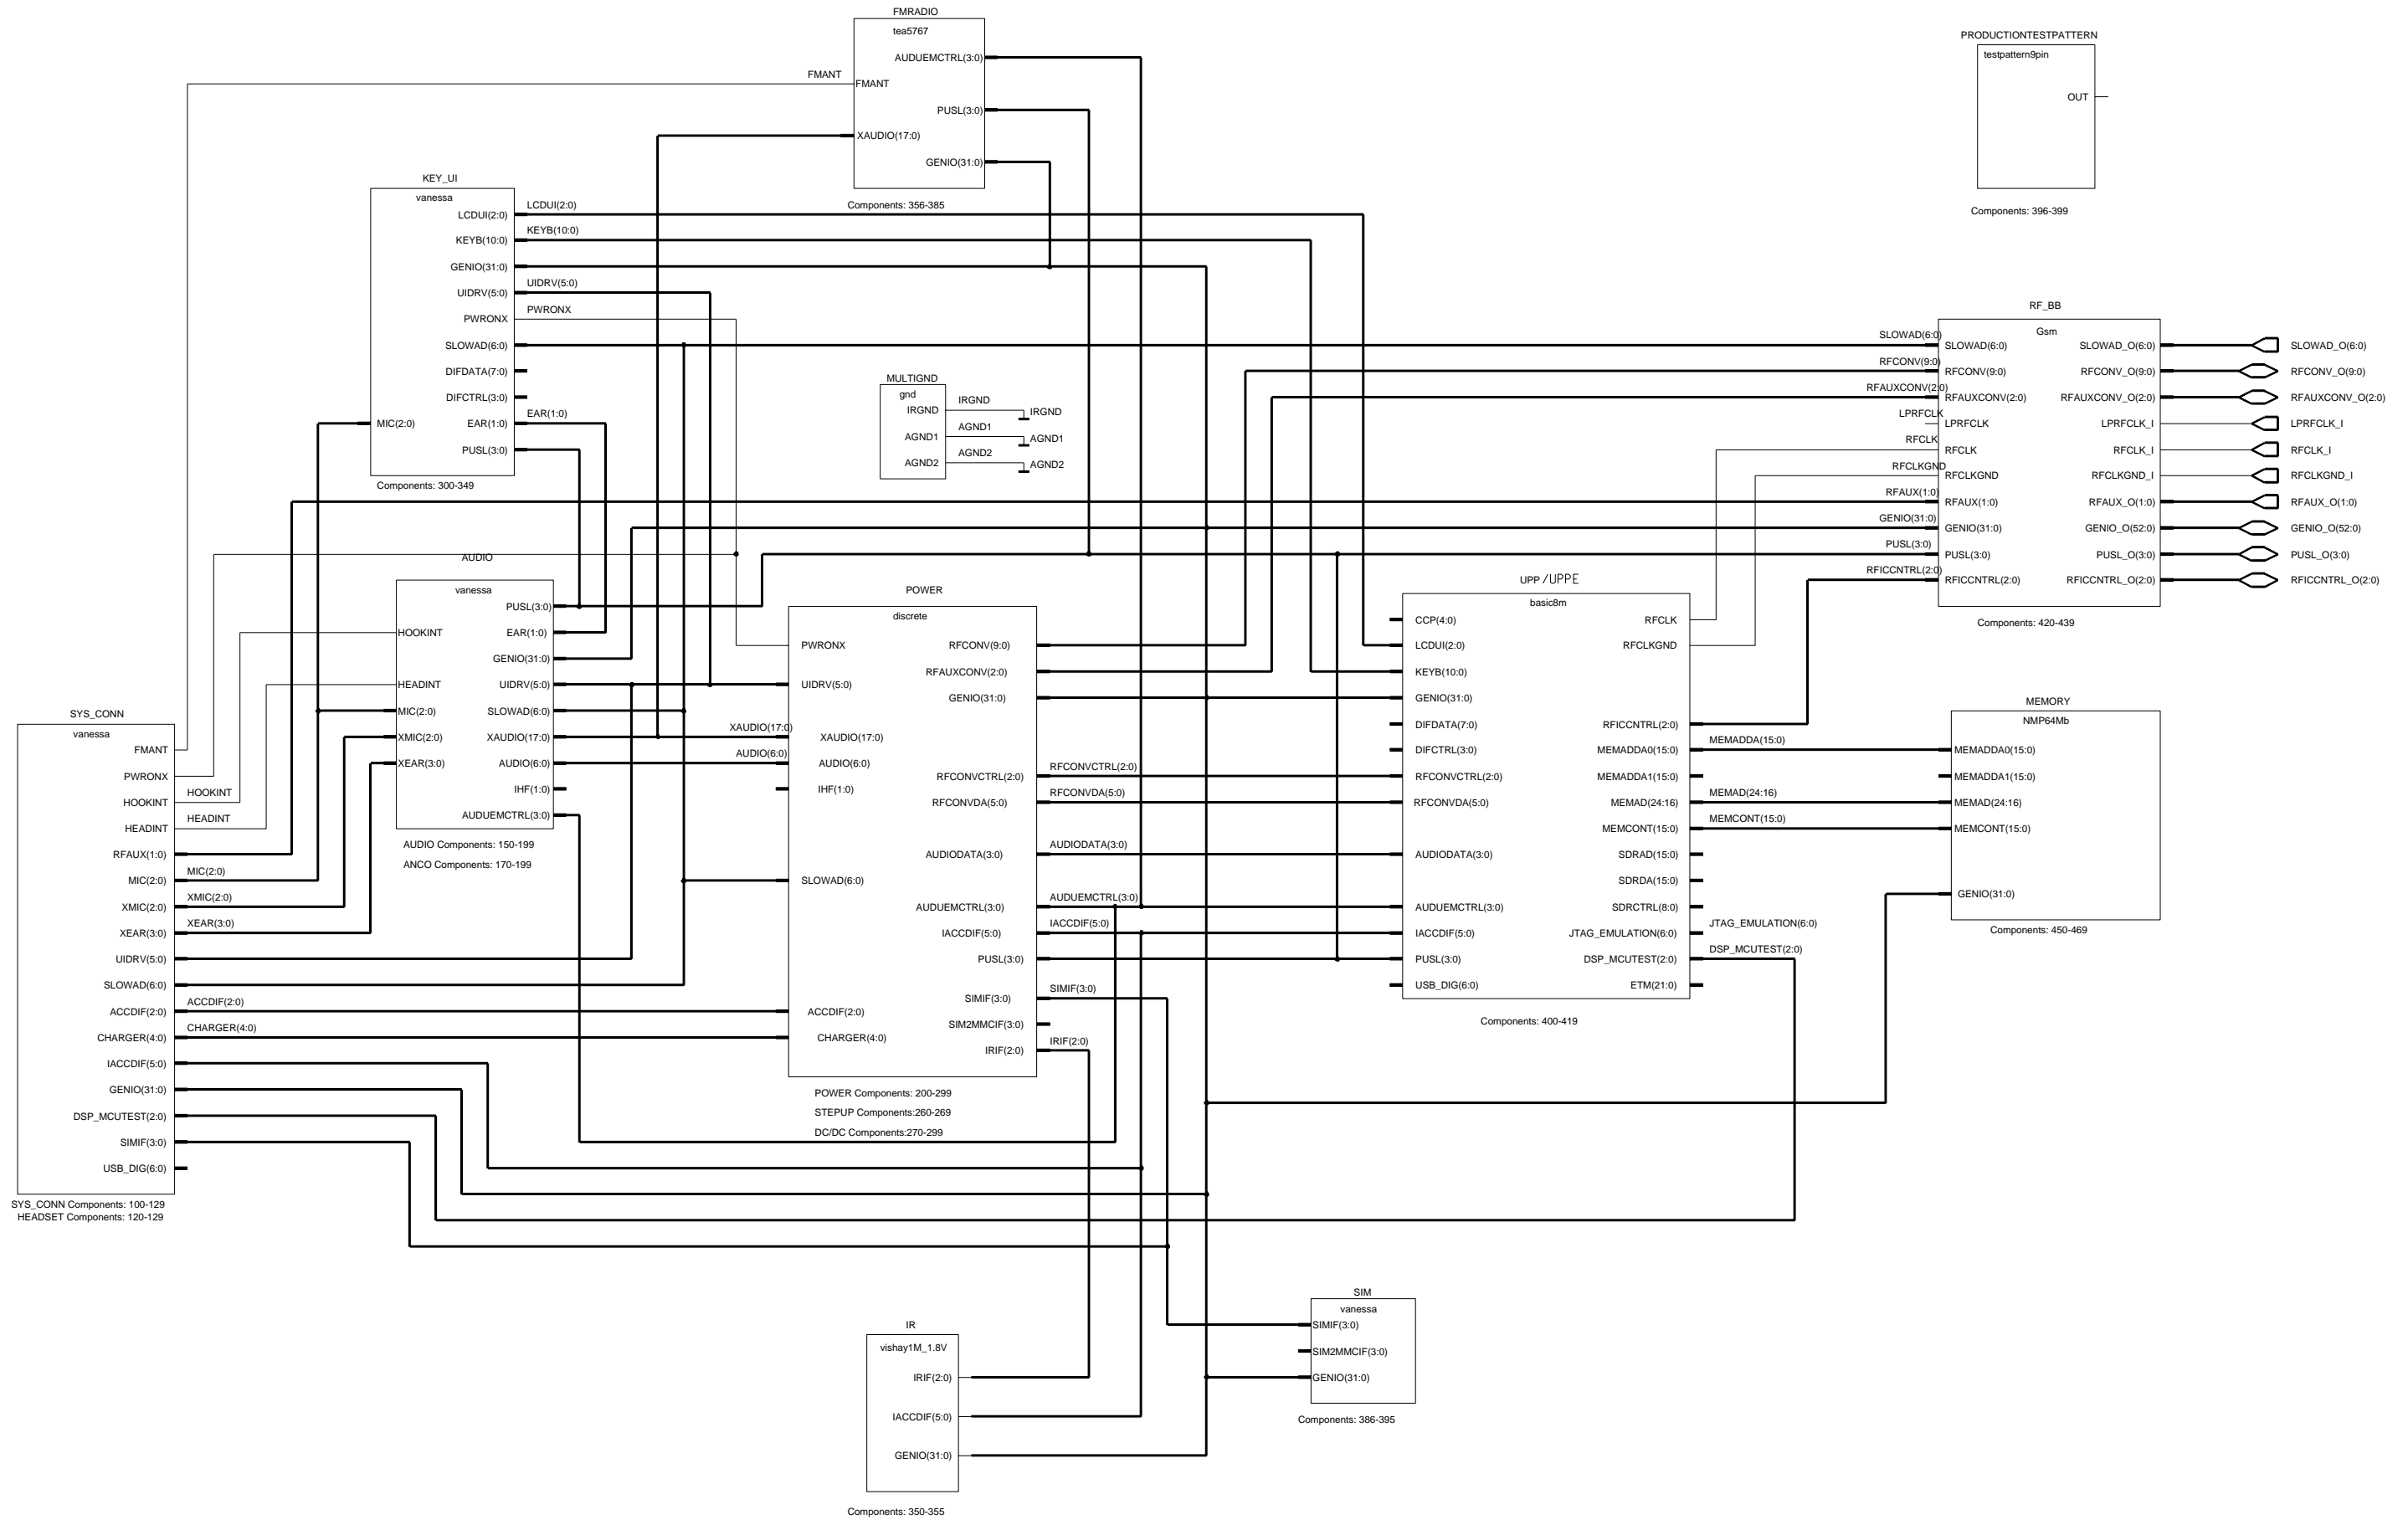 FMRADIO
tea5767
AUDUEMCTRL(3:0)
FMANT
FMANT
PUSL(3:0)
XAUDIO(17:0)
GENIO(31:0)
Components: 356-385
PRODUCTIONTESTPATTERN
testpattern9pin
OUT
Components: 396-399
KEY_UI
vanessa
LCDUI(2:0)
LCDUI(2:0)
KEYB(10:0)
KEYB(10:0)
GENIO(31:0)
UIDRV(5:0)
UIDRV(5:0)
PWRONX
PWRONX
SLOWAD(6:0)
DIFDATA(7:0)
DIFCTRL(3:0)
MIC(2:0)
EAR(1:0)
EAR(1:0)
PUSL(3:0)
Components: 300-349
MULTIGND
gnd
IRGND
IRGND
IRGND
AGND1
AGND1
AGND1
AGND2
AGND2
AGND2
RF_BB
Gsm
SLOWAD(6:0)
SLOWAD(6:0)
SLOWAD_O(6:0)
SLOWAD_O(6:0)
RFCONV(9:0)
RFCONV(9:0)
RFCONV_O(9:0)
RFCONV_O(9:0)
RFAUXCONV(2:0)
RFAUXCONV(2:0)
RFAUXCONV_O(2:0)
RFAUXCONV_O(2:0)
LPRFCLK
LPRFCLK
LPRFCLK_I
LPRFCLK_I
RFCLK
RFCLK
RFCLK_I
RFCLK_I
RFCLKGND
RFCLKGND
RFCLKGND_I
RFCLKGND_I
RFAUX(1:0)
RFAUX(1:0)
RFAUX_O(1:0)
RFAUX_O(1:0)
GENIO(31:0)
GENIO(31:0)
GENIO_O(52:0)
GENIO_O(52:0)
PUSL(3:0)
PUSL(3:0)
PUSL_O(3:0)
PUSL_O(3:0)
RFICCNTRL(2:0)
RFICCNTRL(2:0)
RFICCNTRL_O(2:0)
RFICCNTRL_O(2:0)
Components: 420-439
AUDIO
vanessa
PUSL(3:0)
HOOKINT
EAR(1:0)
GENIO(31:0)
HEADINT
UIDRV(5:0)
MIC(2:0)
SLOWAD(6:0)
XMIC(2:0)
XAUDIO(17:0)
XEAR(3:0)
AUDIO(6:0)
IHF(1:0)
AUDUEMCTRL(3:0)
AUDIO Components: 150-199
ANCO Components: 170-199
POWER
discrete
PWRONX
RFCONV(9:0)
RFAUXCONV(2:0)
UIDRV(5:0)
GENIO(31:0)
XAUDIO(17:0)
XAUDIO(17:0)
AUDIO(6:0)
AUDIO(6:0)
RFCONVCTRL(2:0)
RFCONVCTRL(2:0)
IHF(1:0)
RFCONVDA(5:0)
RFCONVDA(5:0)
AUDIODATA(3:0)
AUDIODATA(3:0)
SLOWAD(6:0)
AUDUEMCTRL(3:0)
AUDUEMCTRL(3:0)
IACCDIF(5:0)
IACCDIF(5:0)
PUSL(3:0)
SIMIF(3:0)
SIMIF(3:0)
ACCDIF(2:0)
SIM2MMCIF(3:0)
CHARGER(4:0)
IRIF(2:0)
IRIF(2:0)
POWER Components: 200-299
STEPUP Components:260-269
DC/DC Components:270-299
UPP /UPPE
basic8m
CCP(4:0)
RFCLK
LCDUI(2:0)
RFCLKGND
KEYB(10:0)
GENIO(31:0)
DIFDATA(7:0)
RFICCNTRL(2:0)
DIFCTRL(3:0)
MEMADDA0(15:0)
MEMADDA(15:0)
RFCONVCTRL(2:0)
MEMADDA1(15:0)
RFCONVDA(5:0)
MEMAD(24:16)
MEMAD(24:16)
MEMCONT(15:0)
MEMCONT(15:0)
AUDIODATA(3:0)
SDRAD(15:0)
SDRDA(15:0)
AUDUEMCTRL(3:0)
SDRCTRL(8:0)
IACCDIF(5:0)
JTAG_EMULATION(6:0)
JTAG_EMULATION(6:0)
PUSL(3:0)
DSP_MCUTEST(2:0)
DSP_MCUTEST(2:0)
USB_DIG(6:0)
ETM(21:0)
Components: 400-419
MEMORY
NMP64Mb
MEMADDA0(15:0)
MEMADDA1(15:0)
MEMAD(24:16)
MEMCONT(15:0)
GENIO(31:0)
Components: 450-469
SYS_CONN
vanessa
FMANT
PWRONX
HOOKINT
HOOKINT
HEADINT
HEADINT
RFAUX(1:0)
MIC(2:0)
MIC(2:0)
XMIC(2:0)
XMIC(2:0)
XEAR(3:0)
XEAR(3:0)
UIDRV(5:0)
SLOWAD(6:0)
ACCDIF(2:0)
ACCDIF(2:0)
CHARGER(4:0)
CHARGER(4:0)
IACCDIF(5:0)
GENIO(31:0)
DSP_MCUTEST(2:0)
SIMIF(3:0)
USB_DIG(6:0)
SYS_CONN Components: 100-129
HEADSET Components: 120-129
SIM
vanessa
SIMIF(3:0)
SIM2MMCIF(3:0)
GENIO(31:0)
Components: 386-395
IR
vishay1M_1.8V
IRIF(2:0)
IACCDIF(5:0)
GENIO(31:0)
Components: 350-355